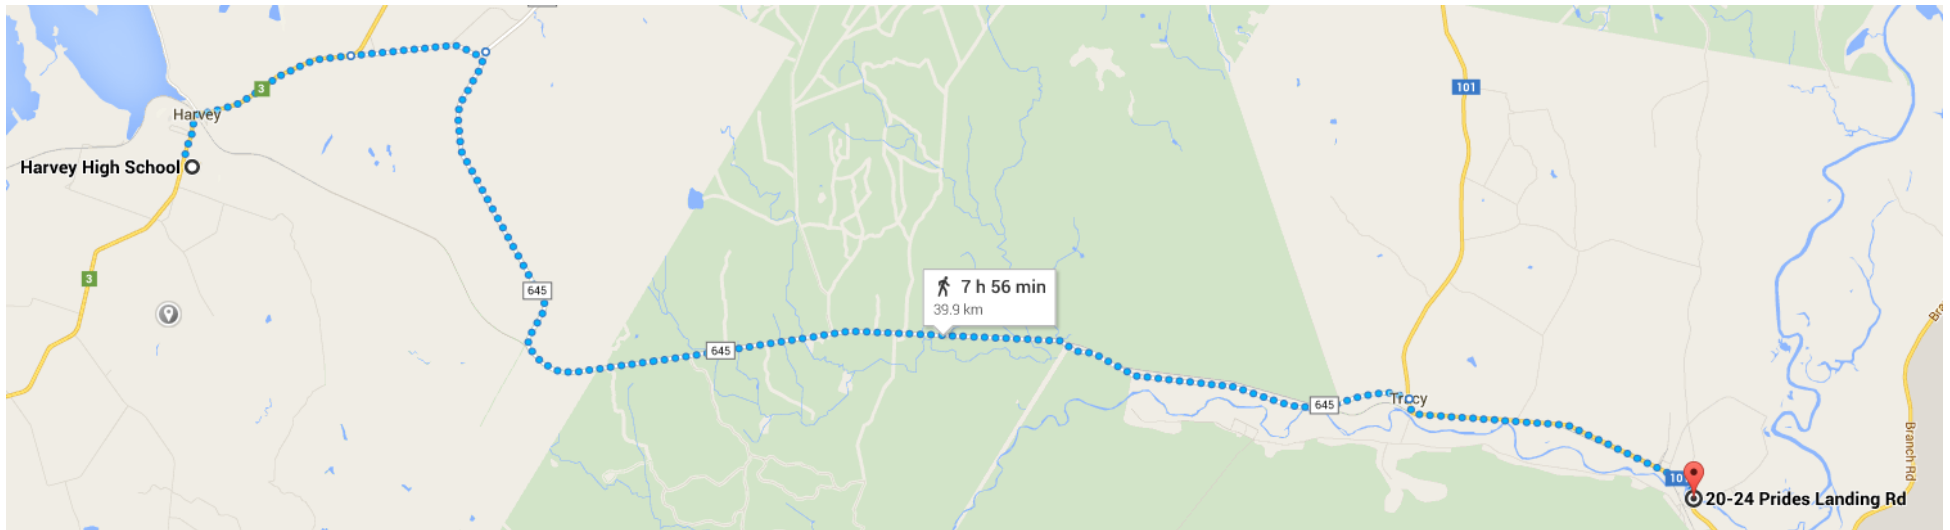 3
Harvey
Harvey High School
3
645
645
7 h 56 min
39.9 km
101
645
Tracy
20-24 Prides Landing Rd
Branch Rd